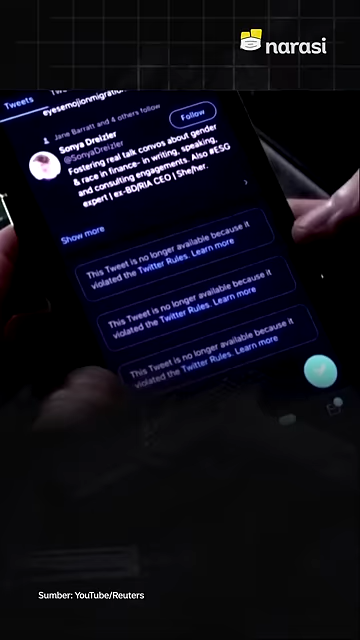 narasi
Tweets
eyesemojionmigration
Jane Barratt and 4 others follow
Sonya Dreizler
@SonyaDreizler
Follow
Fostering real talk convos about gender
& race in finance- in writing, speaking,
and consulting engagements. Also #ESG
expert | ex-BD/RIA CEO | She/her.
Show more
This Tweet is no longer available because it
violated the Twitter Rules. Learn more
This Tweet is no longer available because it
violated the Twitter Rules. Learn more
This Tweet is no longer available because it
violated the Twitter Rules. Learn more
Sumber: YouTube/Reuters